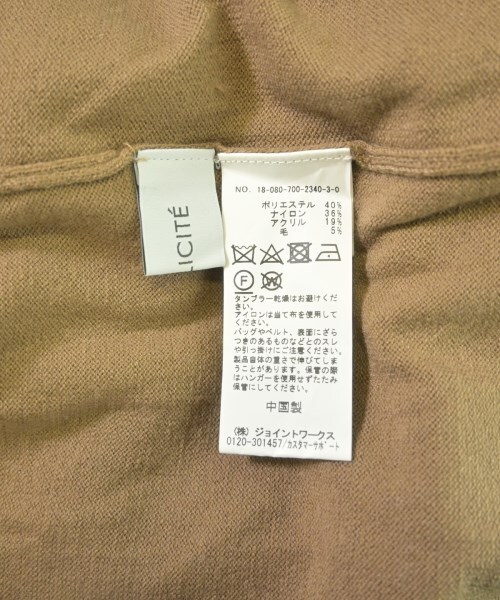 LICITÉ
NO. 18-080-700-2340-3-0
ポリエステル 40%
ナイロン 36%
アクリル 19%
毛 5%
F W
タンブラー乾燥はお避けくださ
い。
アイロンは当て布を使用して
ください。
バッグやベルト、表面にざら
つきのあるものなどとのスレ
や引っ掛けにご注意ください。
製品自体の重さで伸びてしま
うことがあります。保管の際
はハンガーを使用せずたたみ
保管にしてください。
中国製
(株) ジョイントワークス
0120-301457/カスタマーサポート